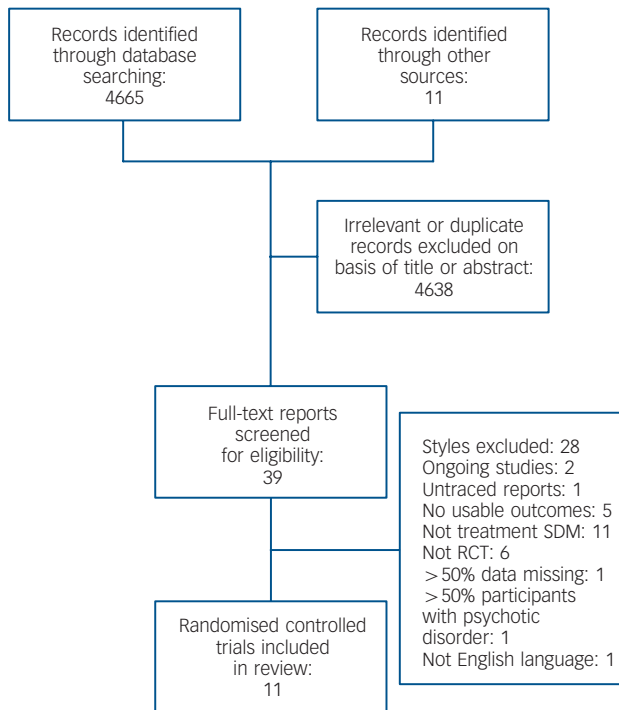 Records identified
through database
searching:
4665
Records identified
through other
sources:
11
Irrelevant or duplicate
records excluded on
basis of title or abstract:
4638
Full-text reports
screened
for eligibility:
39
Styles excluded: 28
Ongoing studies: 2
Untraced reports: 1
No usable outcomes: 5
Not treatment SDM: 11
Not RCT: 6
>50% data missing: 1
>50% participants
with psychotic
disorder: 1
Not English language: 1
Randomised controlled
trials included
in review:
11